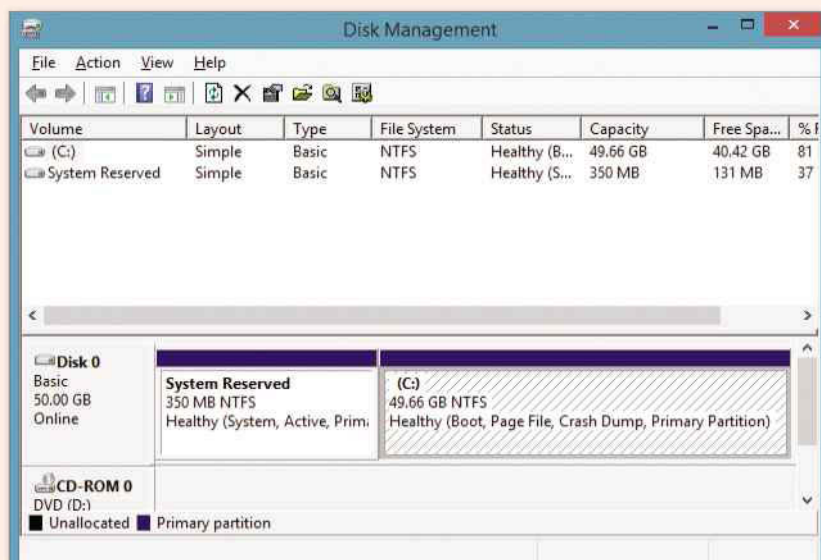 Disk Management
File Action View Help
Volume Layout Type File System Status Capacity Free Spa... % F
(C:) Simple Basic NTFS Healthy (B... 49.66 GB 40.42 GB 81
System Reserved Simple Basic NTFS Healthy (S... 350 MB 131 MB 37
Disk 0
Basic
50.00 GB
Online
System Reserved
350 MB NTFS
Healthy (System, Active, Prima
(C:)
49.66 GB NTFS
Healthy (Boot, Page File, Crash Dump, Primary Partition)
CD-ROM 0
DVD (D:)
Unallocated Primary partition